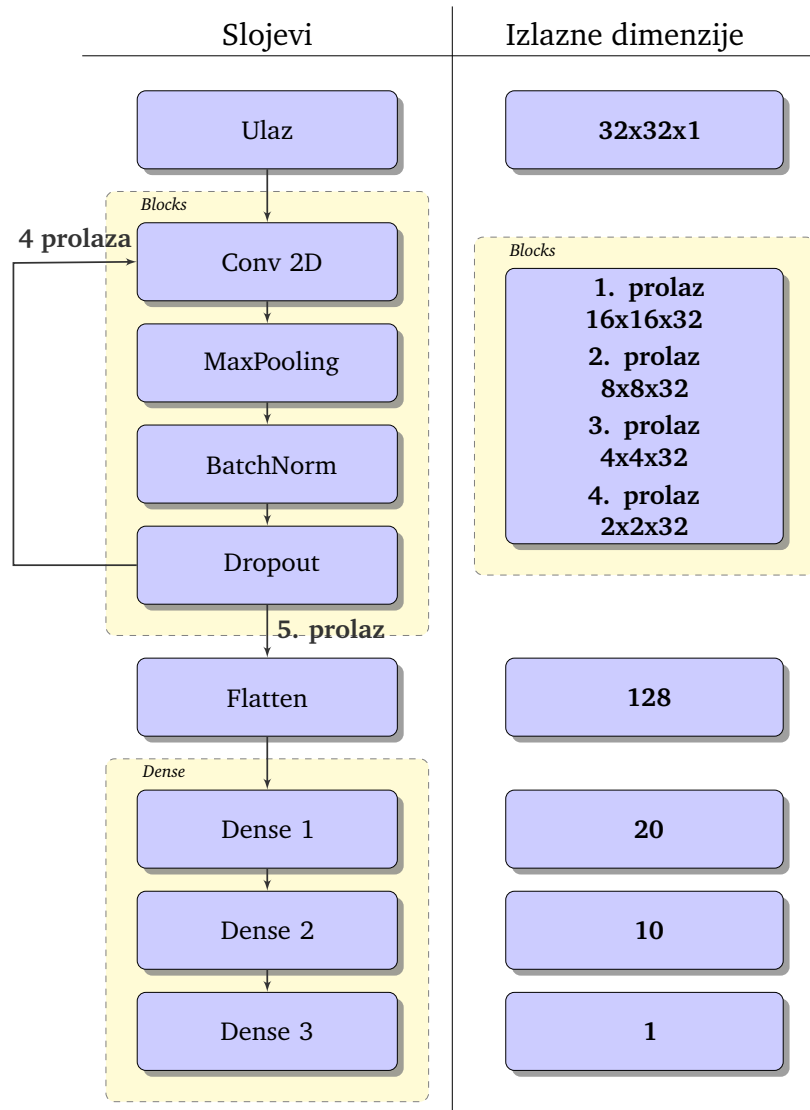 Slojevi
Izlazne dimenzije
Ulaz
32x32x1
Blocks
4 prolaza
Conv 2D
MaxPooling
BatchNorm
Dropout
Blocks
1. prolaz
16x16x32
2. prolaz
8x8x32
3. prolaz
4x4x32
4. prolaz
2x2x32
5. prolaz
Flatten
128
Dense
Dense 1
20
Dense 2
10
Dense 3
1